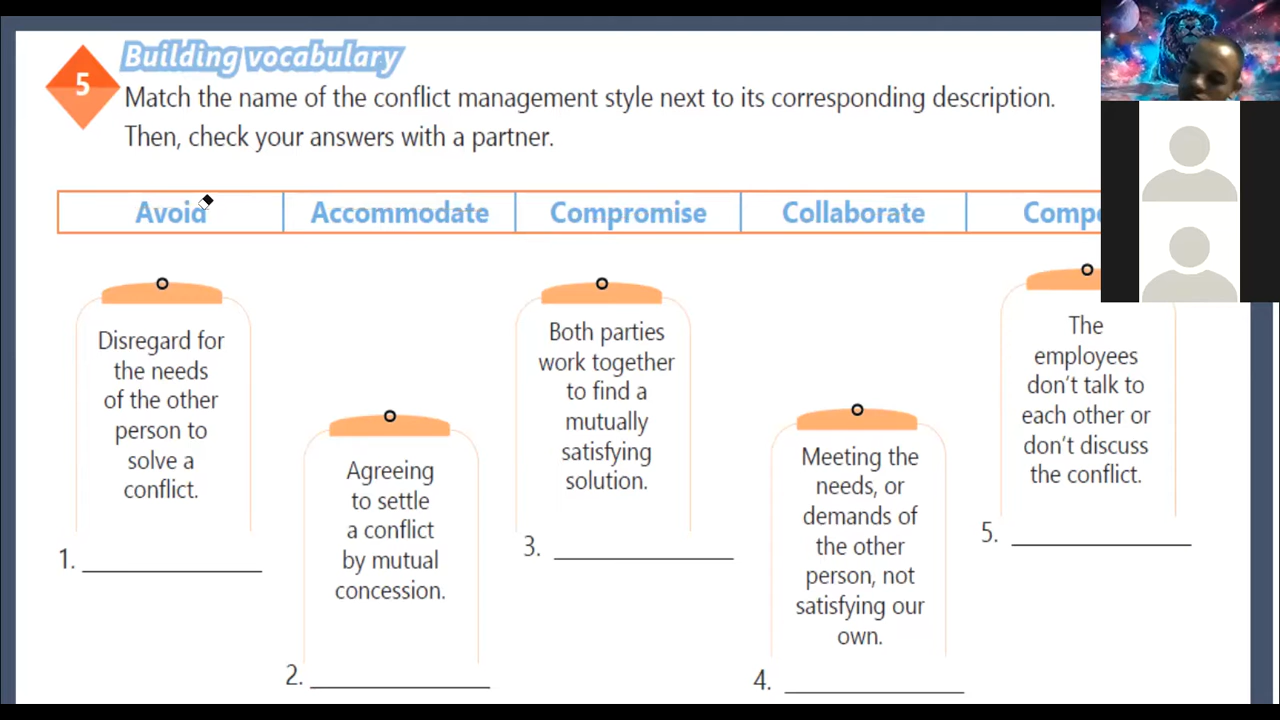 5
Building vocabulary
Match the name of the conflict management style next to its corresponding description.
Then, check your answers with a partner.
Avoid
Accommodate
Compromise
Collaborate
Disregard for
the needs
of the other
person to
solve a
conflict.
1.
Agreeing
to settle
a conflict
by mutual
concession.
2.
Both parties
work together
to find a
mutually
satisfying
solution.
3.
Meeting the
needs, or
demands of
the other
person, not
satisfying our
own.
4.
The
employees
don't talk to
each other or
don't discuss
the conflict.
5.